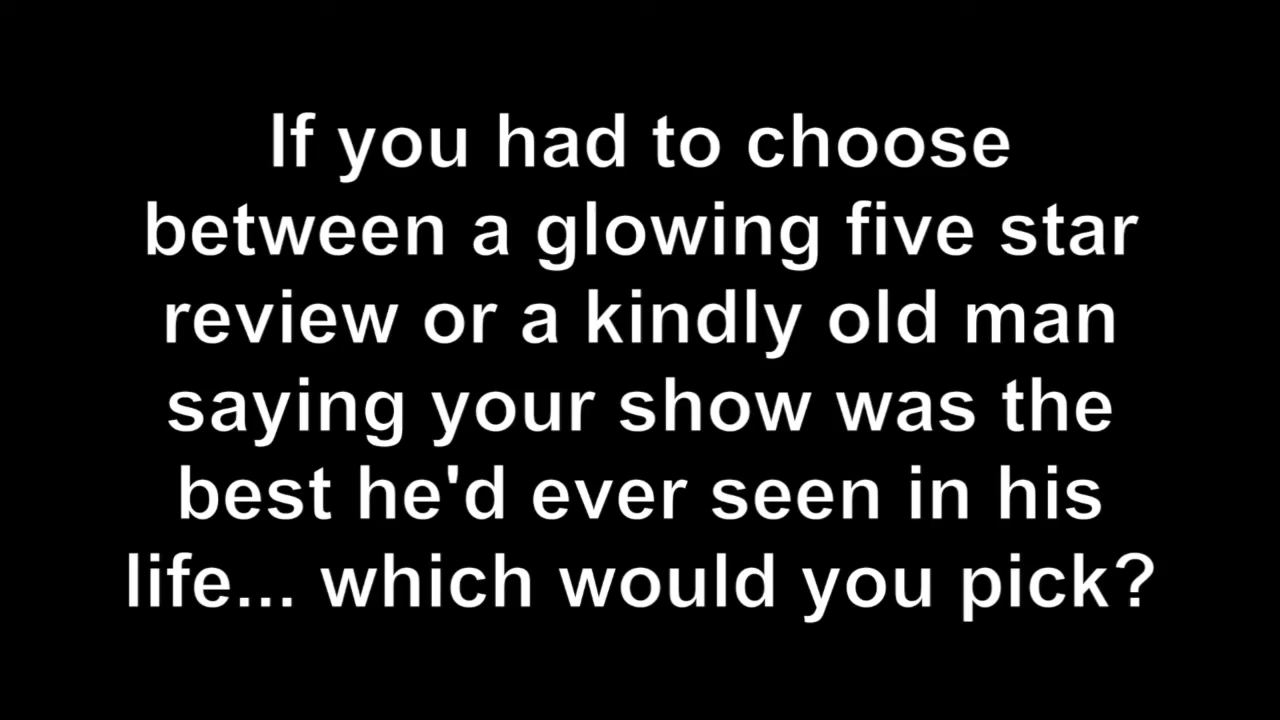 If you had to choose
between a glowing five star
review or a kindly old man
saying your show was the
best he'd ever seen in his
life... which would you pick?